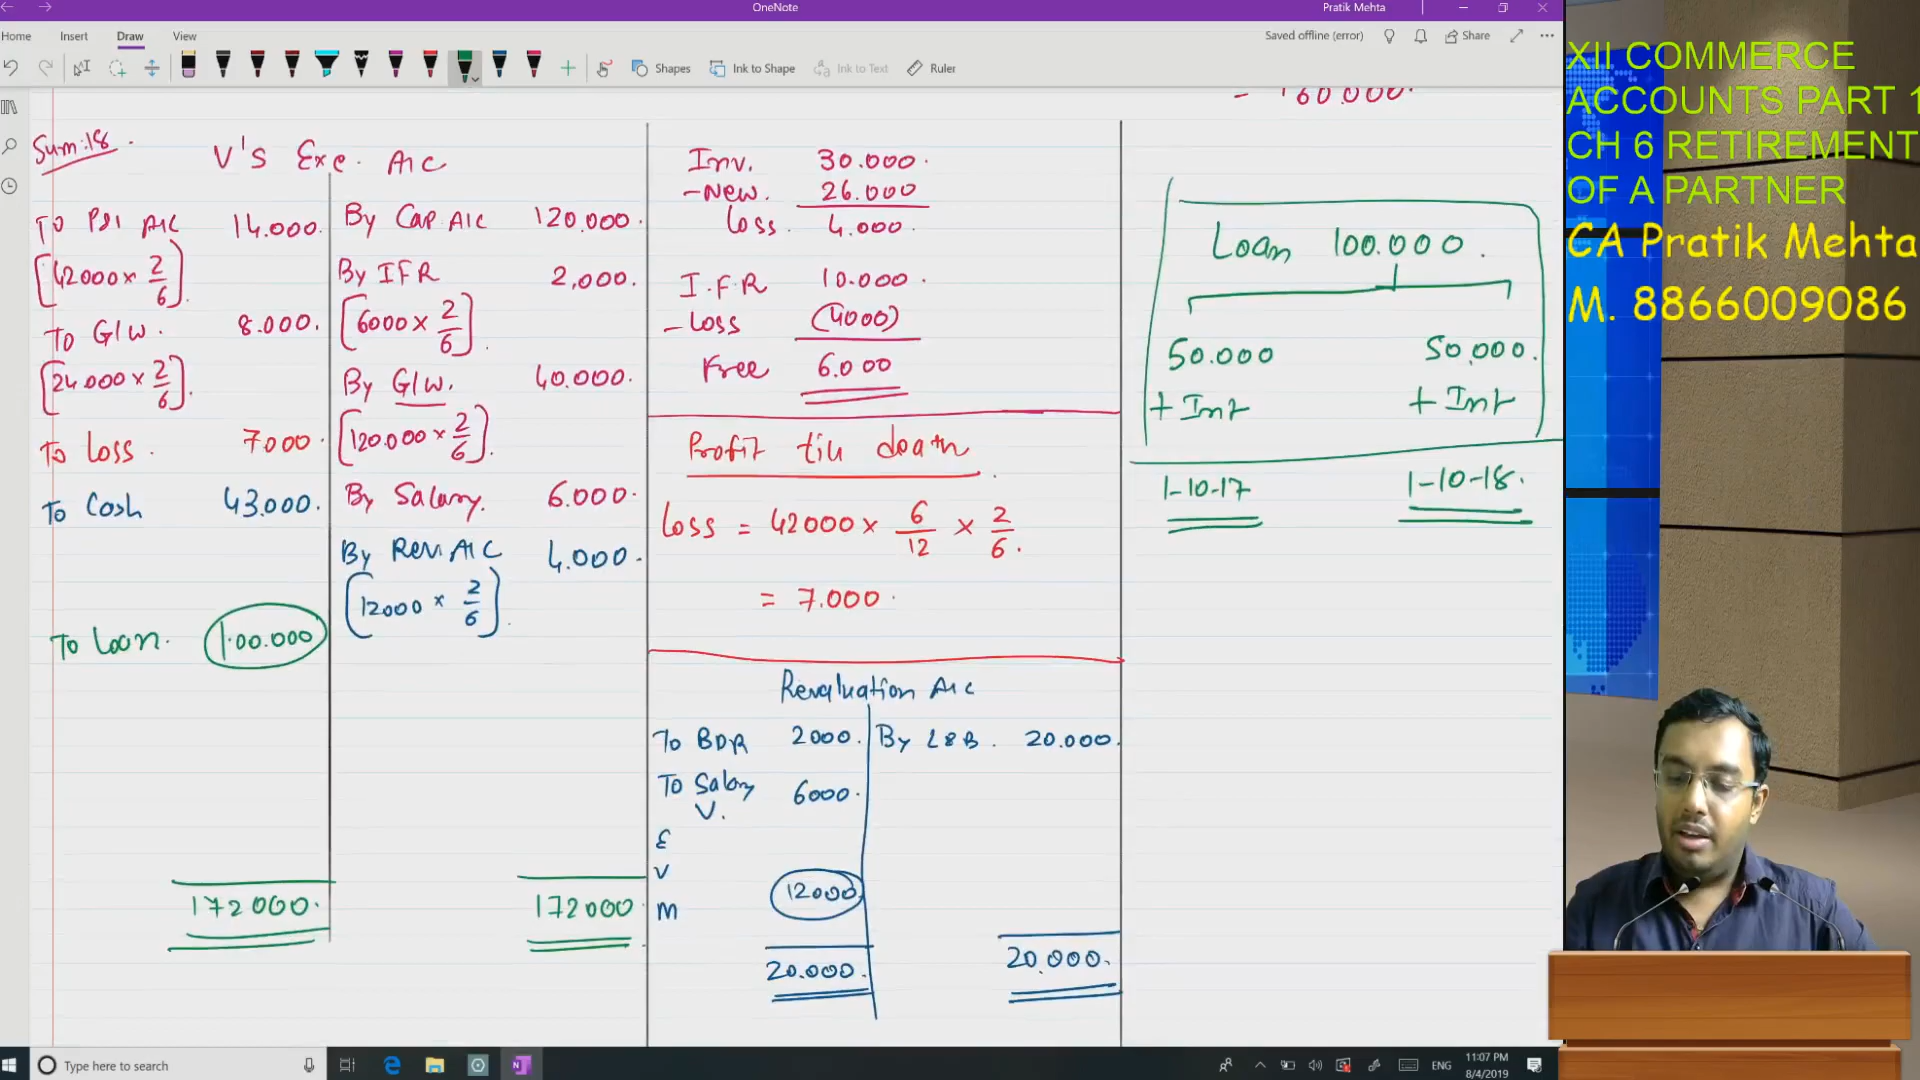 OneNote
Pratik Mehta
Home Insert Draw View
Saved offline (error)
Share
Shapes
Ink to Shape
Ink to Text
Ruler
- 160.000.
Sum:18
V's Exe. A/c
To P&L A/c 14.000.
[42000 × 2/6]
To G/W. 8.000.
[24.000 × 2/6].
To Loss. 7000.
To Cash 43.000.
To Loan. 1.00.000
172000.
By Cap A/c 120.000.
By IFR 2,000.
[6000 × 2/6].
By G/W. 40.000.
[120.000 × 2/6].
By Salary. 6.000.
By Rev. A/c 4.000.
[12000 × 2/6].
172000
Inv. 30.000.
-New. 26.000
Loss. 4.000.
I.F.R 10.000.
-Loss (4000)
Free 6.000
Profit till death.
Loss = 42000 × 6/12 × 2/6.
= 7.000.
Revaluation A/c
To BDR 2000. By L&B. 20.000.
To Salary 6000.
V.
E
V
M 12000
20.000. 20.000.
Loan 100.000.
50.000 50.000.
+ Int + Int
1-10-17 1-10-18.
XII COMMERCE
ACCOUNTS PART 1
CH 6 RETIREMENT
OF A PARTNER
CA Pratik Mehta
M. 8866009086
Type here to search
ENG
11:07 PM
8/4/2019